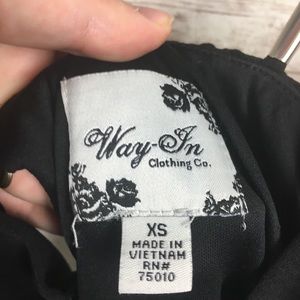 Way-In
Clothing Co.
XS
MADE IN
VIETNAM
RN#
75010